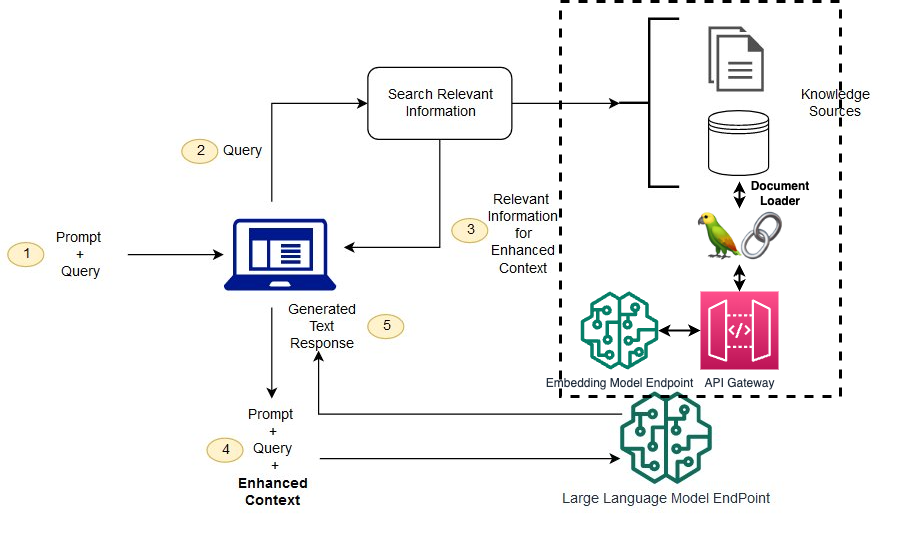 Search Relevant
Information
Knowledge
Sources
2
Query
Document
Loader
1
Prompt
+
Query
3
Relevant
Information
for
Enhanced
Context
Generated
Text
Response
5
</>
Embedding Model Endpoint
API Gateway
4
Prompt
+
Query
+
Enhanced
Context
Large Language Model EndPoint